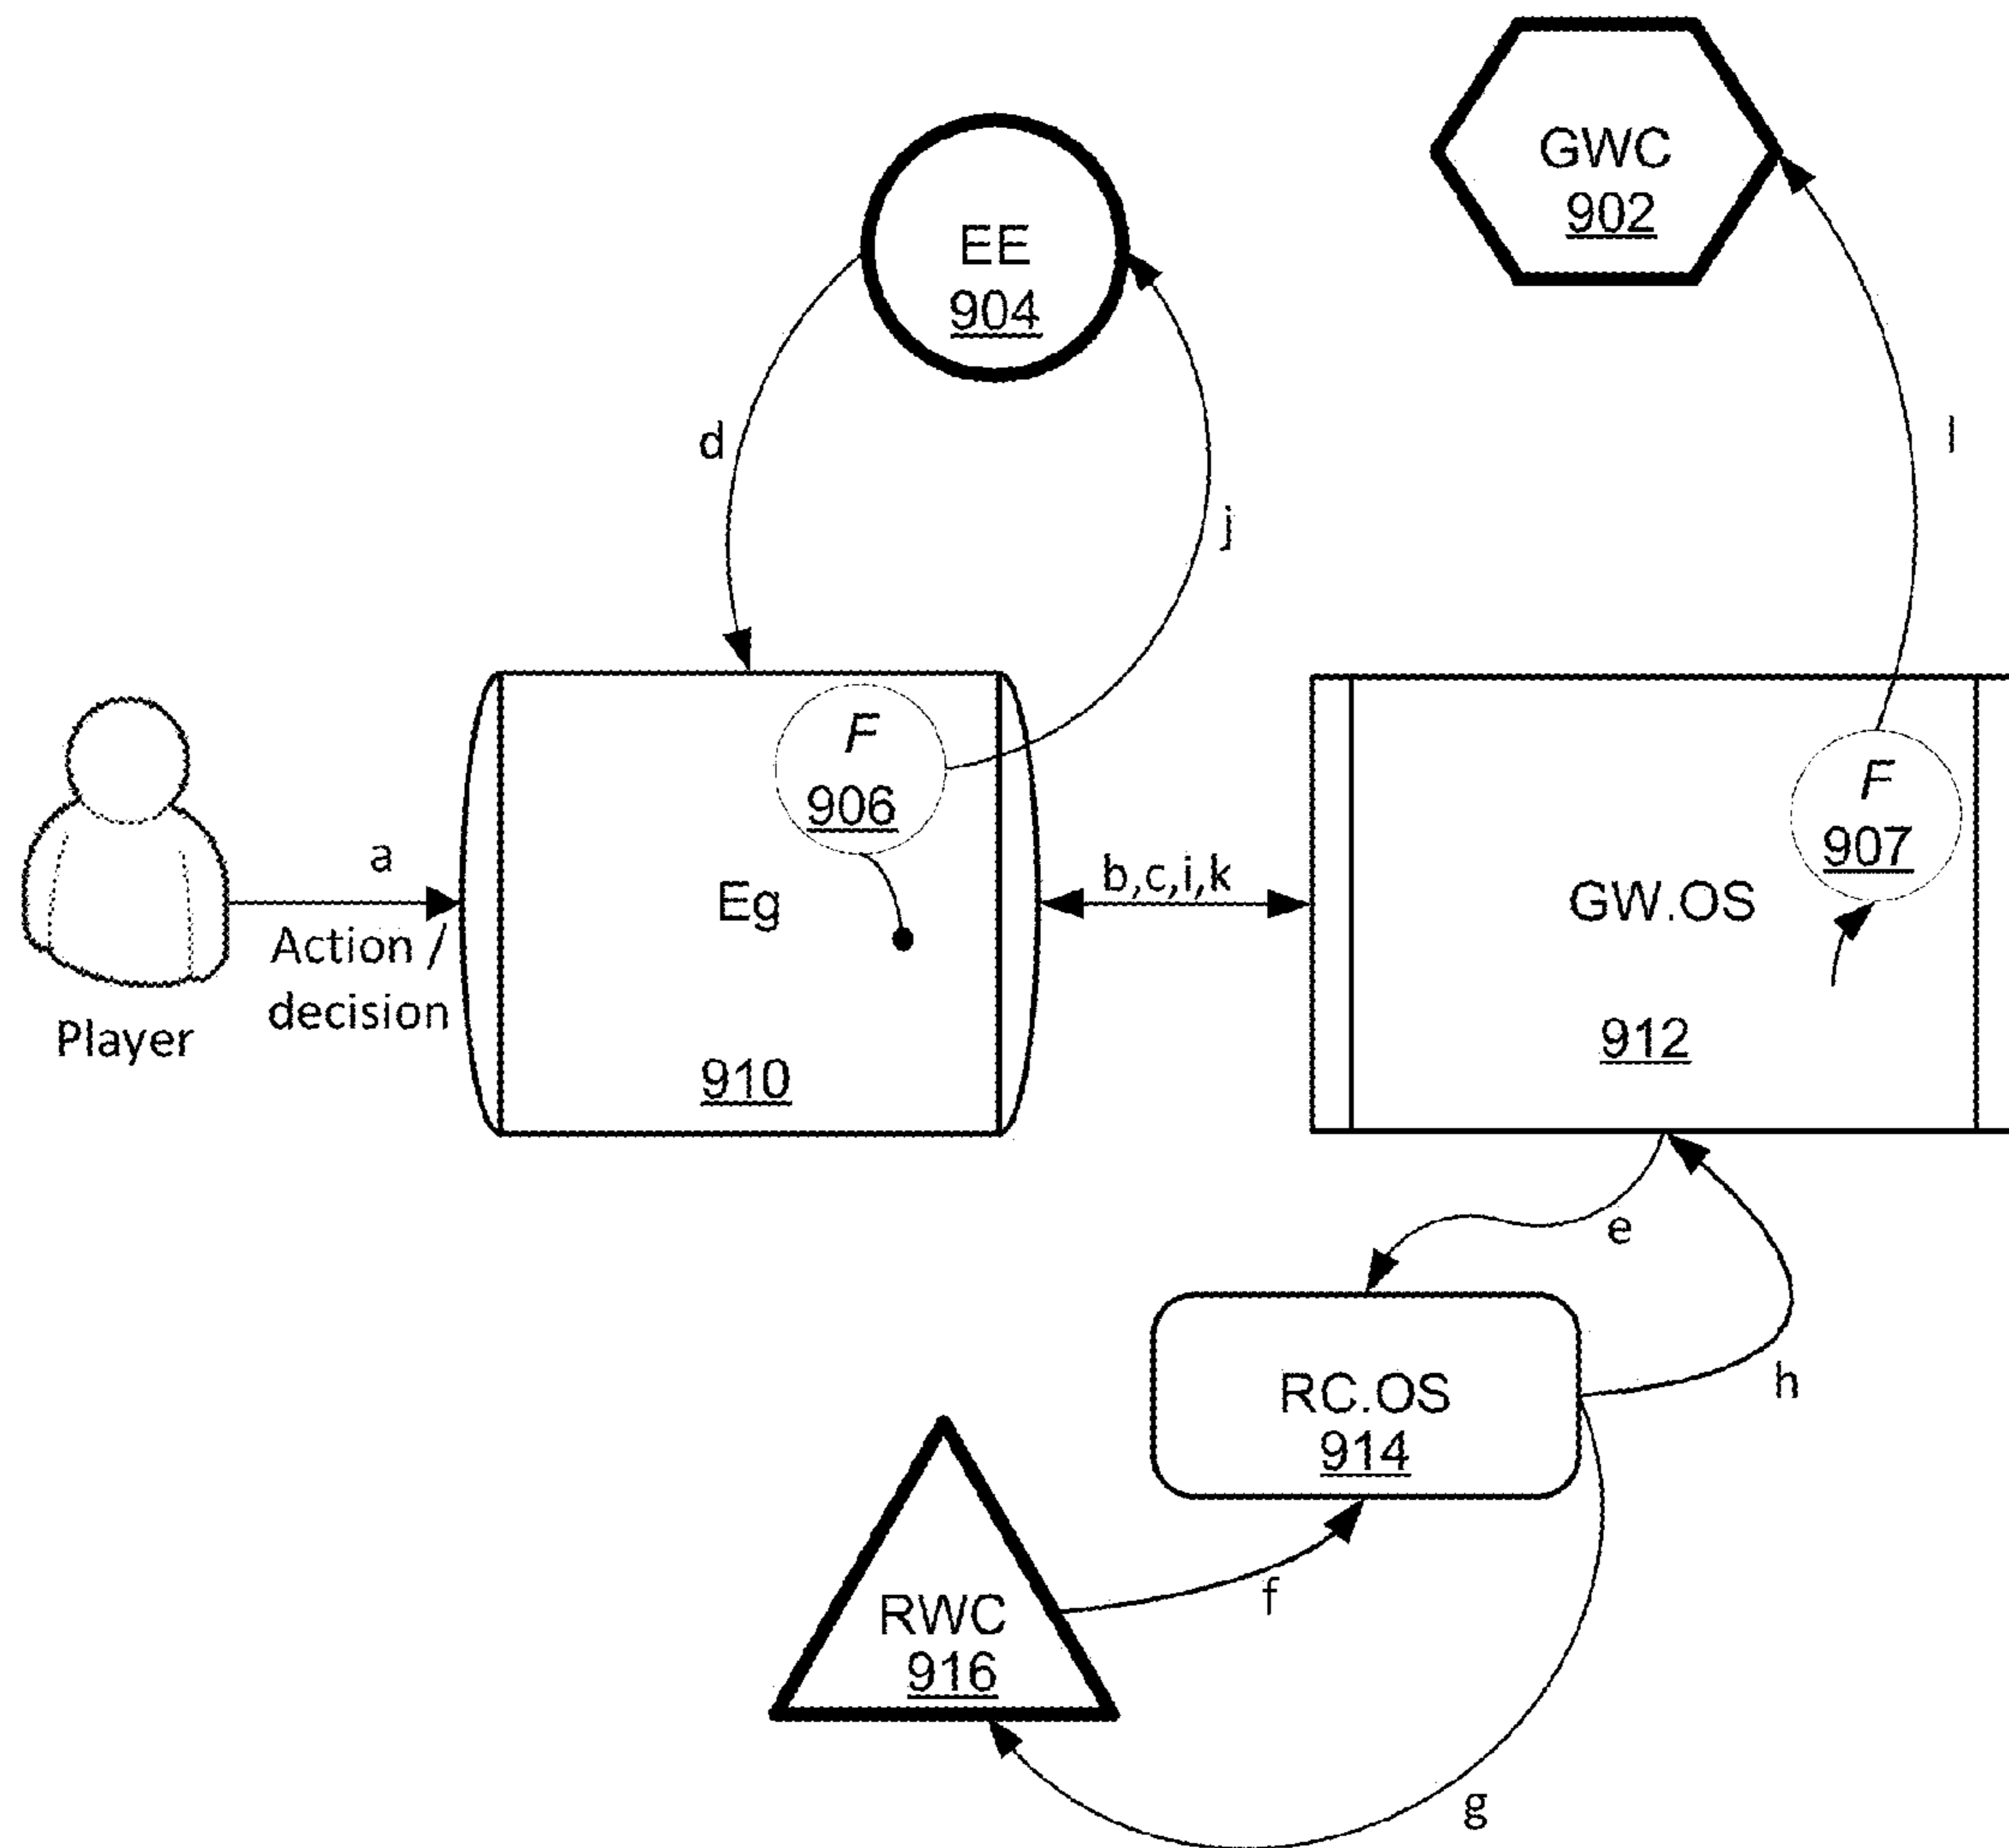 GWC
902
EE
904
d
l
j
F
906
F
907
a
b,c,i,k
Eg
GW.OS
Action /
decision
Player
912
910
e
h
RC.OS
914
f
RWC
916
g